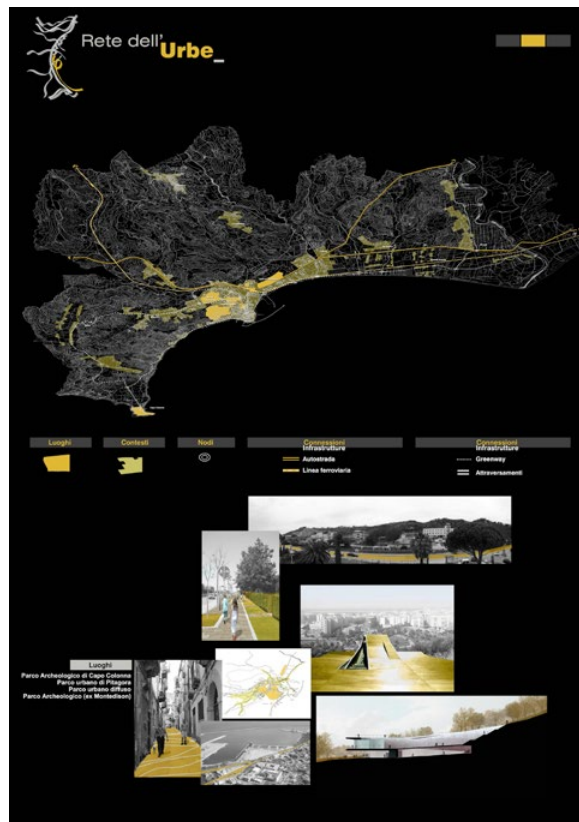 Rete dell'Urbe_
Luoghi
Contesti
Nodi
Connessioni
Infrastrutture
Autostrada
Linea ferroviaria
Connessioni
Infrastrutture
Greenway
Attraversamenti
Luoghi
Parco Archeologico di Capo Colonna
Parco urbano di Pitagora
Parco urbano diffuso
Parco Archeologico (ex Montedison)